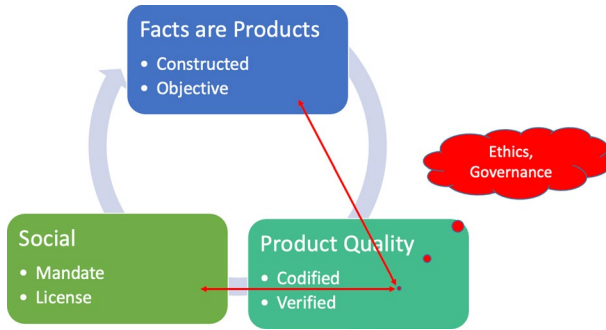 Facts are Products
• Constructed
• Objective
Ethics,
Governance
Social
• Mandate
• License
Product Quality
• Codified
• Verified